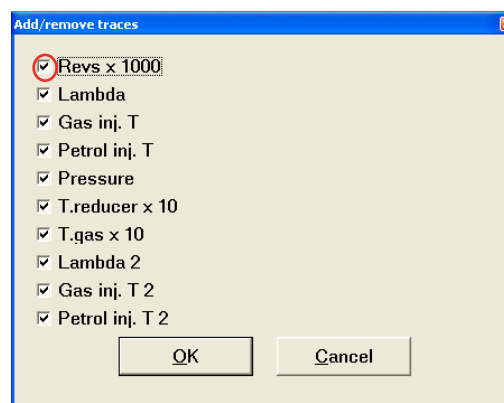 Add/remove traces
Revs x 1000
Lambda
Gas inj. T
Petrol inj. T
Pressure
T.reducer x 10
T.gas x 10
Lambda 2
Gas inj. T 2
Petrol inj. T 2
OK Cancel